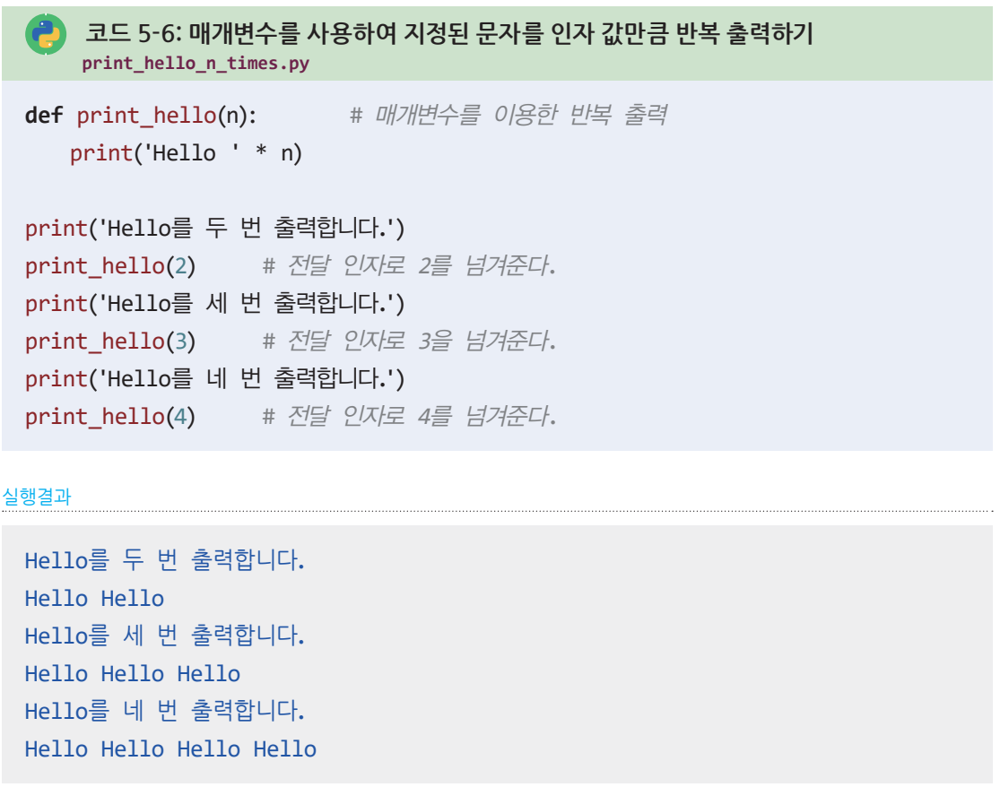 코드 5-6: 매개변수를 사용하여 지정된 문자를 인자 값만큼 반복 출력하기
print_hello_n_times.py
def print_hello(n):        # 매개변수를 이용한 반복 출력
    print('Hello ' * n)
print('Hello를 두 번 출력합니다.')
print_hello(2)     # 전달 인자로 2를 넘겨준다.
print('Hello를 세 번 출력합니다.')
print_hello(3)     # 전달 인자로 3을 넘겨준다.
print('Hello를 네 번 출력합니다.')
print_hello(4)     # 전달 인자로 4를 넘겨준다.
실행결과
Hello를 두 번 출력합니다.
Hello Hello
Hello를 세 번 출력합니다.
Hello Hello Hello
Hello를 네 번 출력합니다.
Hello Hello Hello Hello